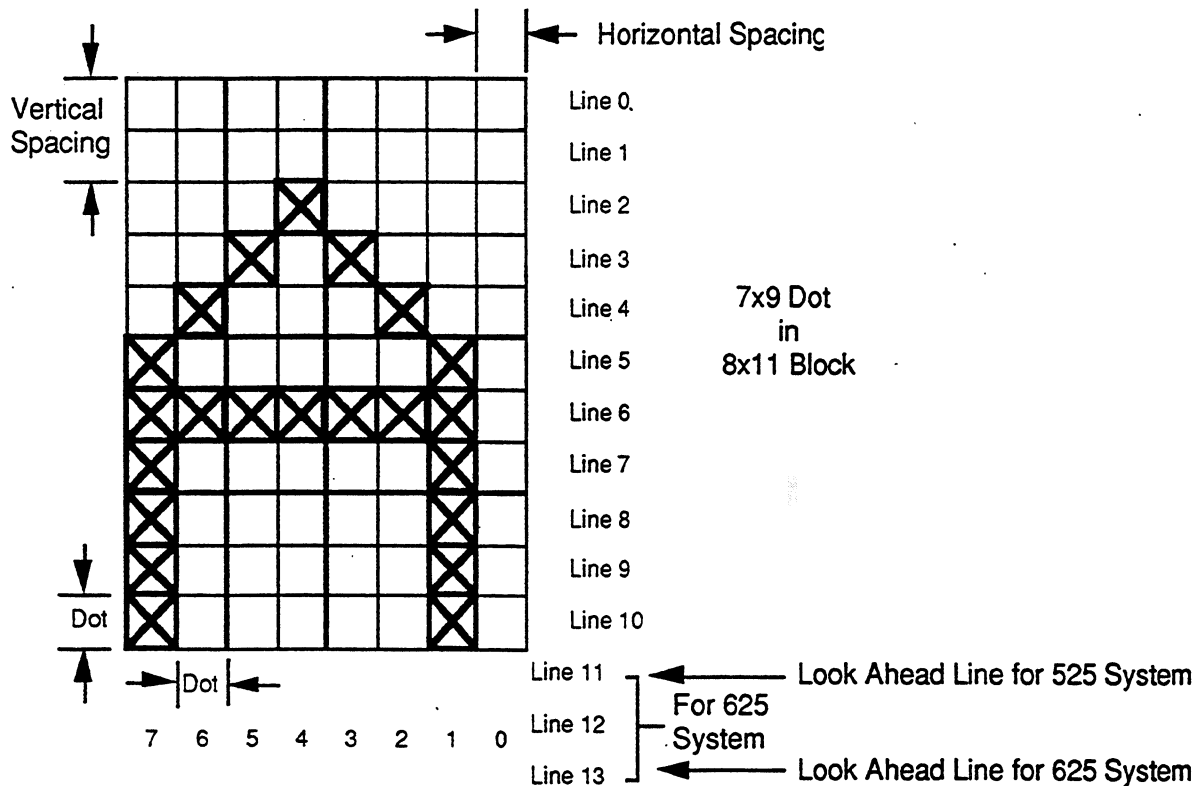 Horizontal Spacing
Vertical
Spacing
Line 0
Line 1
Line 2
Line 3
Line 4
Line 5
Line 6
Line 7
Line 8
Line 9
Line 10
7x9 Dot
in
8x11 Block
Dot
Dot
7 6 5 4 3 2 1 0
Line 11
Line 12
Line 13
For 625
System
Look Ahead Line for 525 System
Look Ahead Line for 625 System